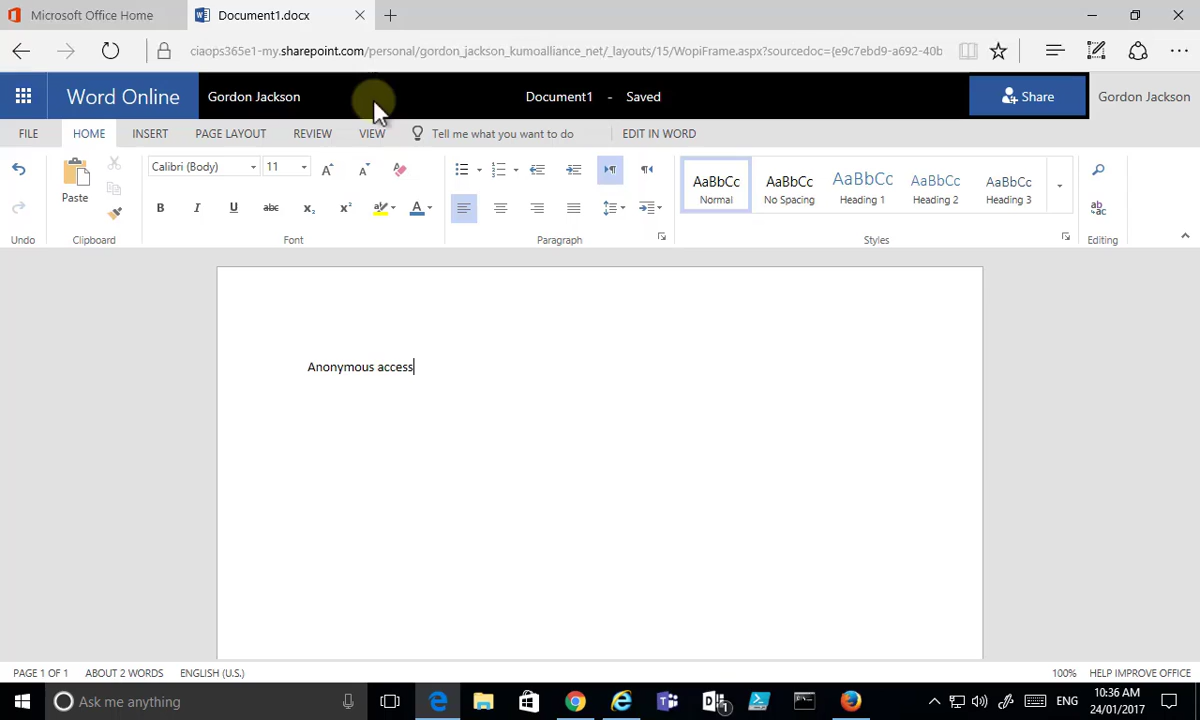 Microsoft Office Home
Document1.docx
ciaops365e1-my.sharepoint.com/personal/gordon_jackson_kumoalliance_net/_layouts/15/WopiFrame.aspx?sourcedoc={e9c7ebd9-a692-40b
Word Online
Gordon Jackson
Document1 - Saved
Share
Gordon Jackson
FILE HOME INSERT PAGE LAYOUT REVIEW VIEW Tell me what you want to do EDIT IN WORD
Paste
Calibri (Body) 11
AaBbCc AaBbCc AaBbCc AaBbCc AaBbCc
Normal No Spacing Heading 1 Heading 2 Heading 3
B I U abc x₂ x² A
Undo Clipboard Font Paragraph Styles Editing
Anonymous access
PAGE 1 OF 1 ABOUT 2 WORDS ENGLISH (U.S.) 100% HELP IMPROVE OFFICE
Ask me anything
ENG
10:36 AM
24/01/2017